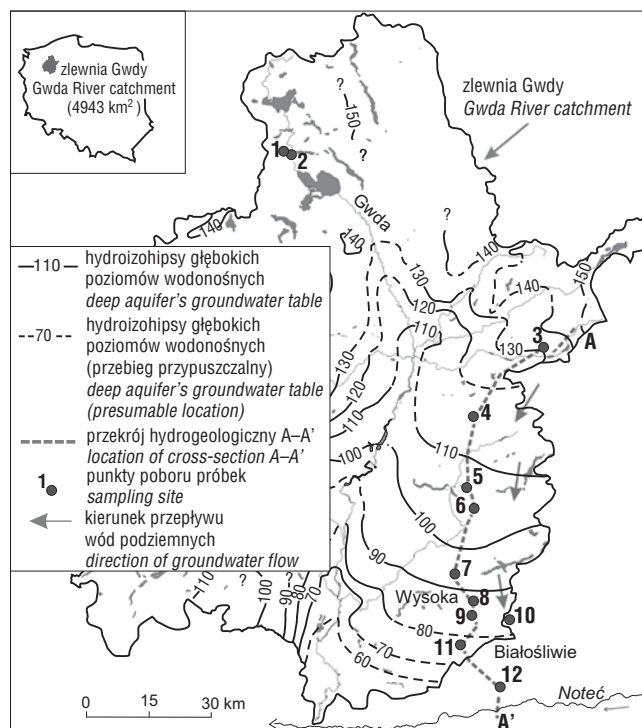 zlewnia Gwdy
Gwda River catchment
(4943 km²)
zlewnia Gwdy
Gwda River catchment
?
150
?
1
2
Gwda
?
140
140
130
140
150
140
120
110
3
A
130
130
120
110
4
110
100
5
6
100
90
7
Wysoka
8
9
10
80
110
?
?
100
90
80
70
11
70
60
Białośliwie
12
Noteć
A'
110
hydroizohipsy głębokich
poziomów wodonośnych
deep aquifer's groundwater table
70
hydroizohipsy głębokich
poziomów wodonośnych
(przebieg przypuszczalny)
deep aquifer's groundwater table
(presumable location)
przekrój hydrogeologiczny A–A'
location of cross-section A–A'
1
punkty poboru próbek
sampling site
kierunek przepływu
wód podziemnych
direction of groundwater flow
0 15 30 km